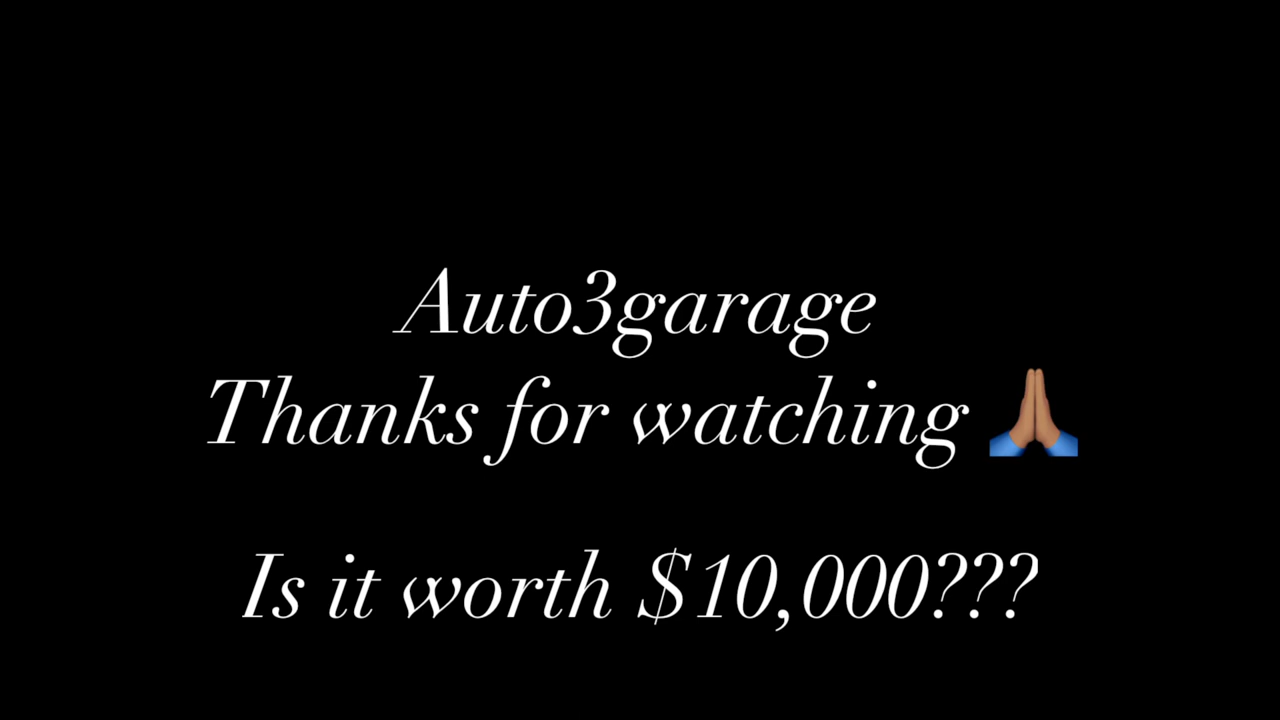 Auto3garage
Thanks for watching 🙏🏽
Is it worth $10,000???